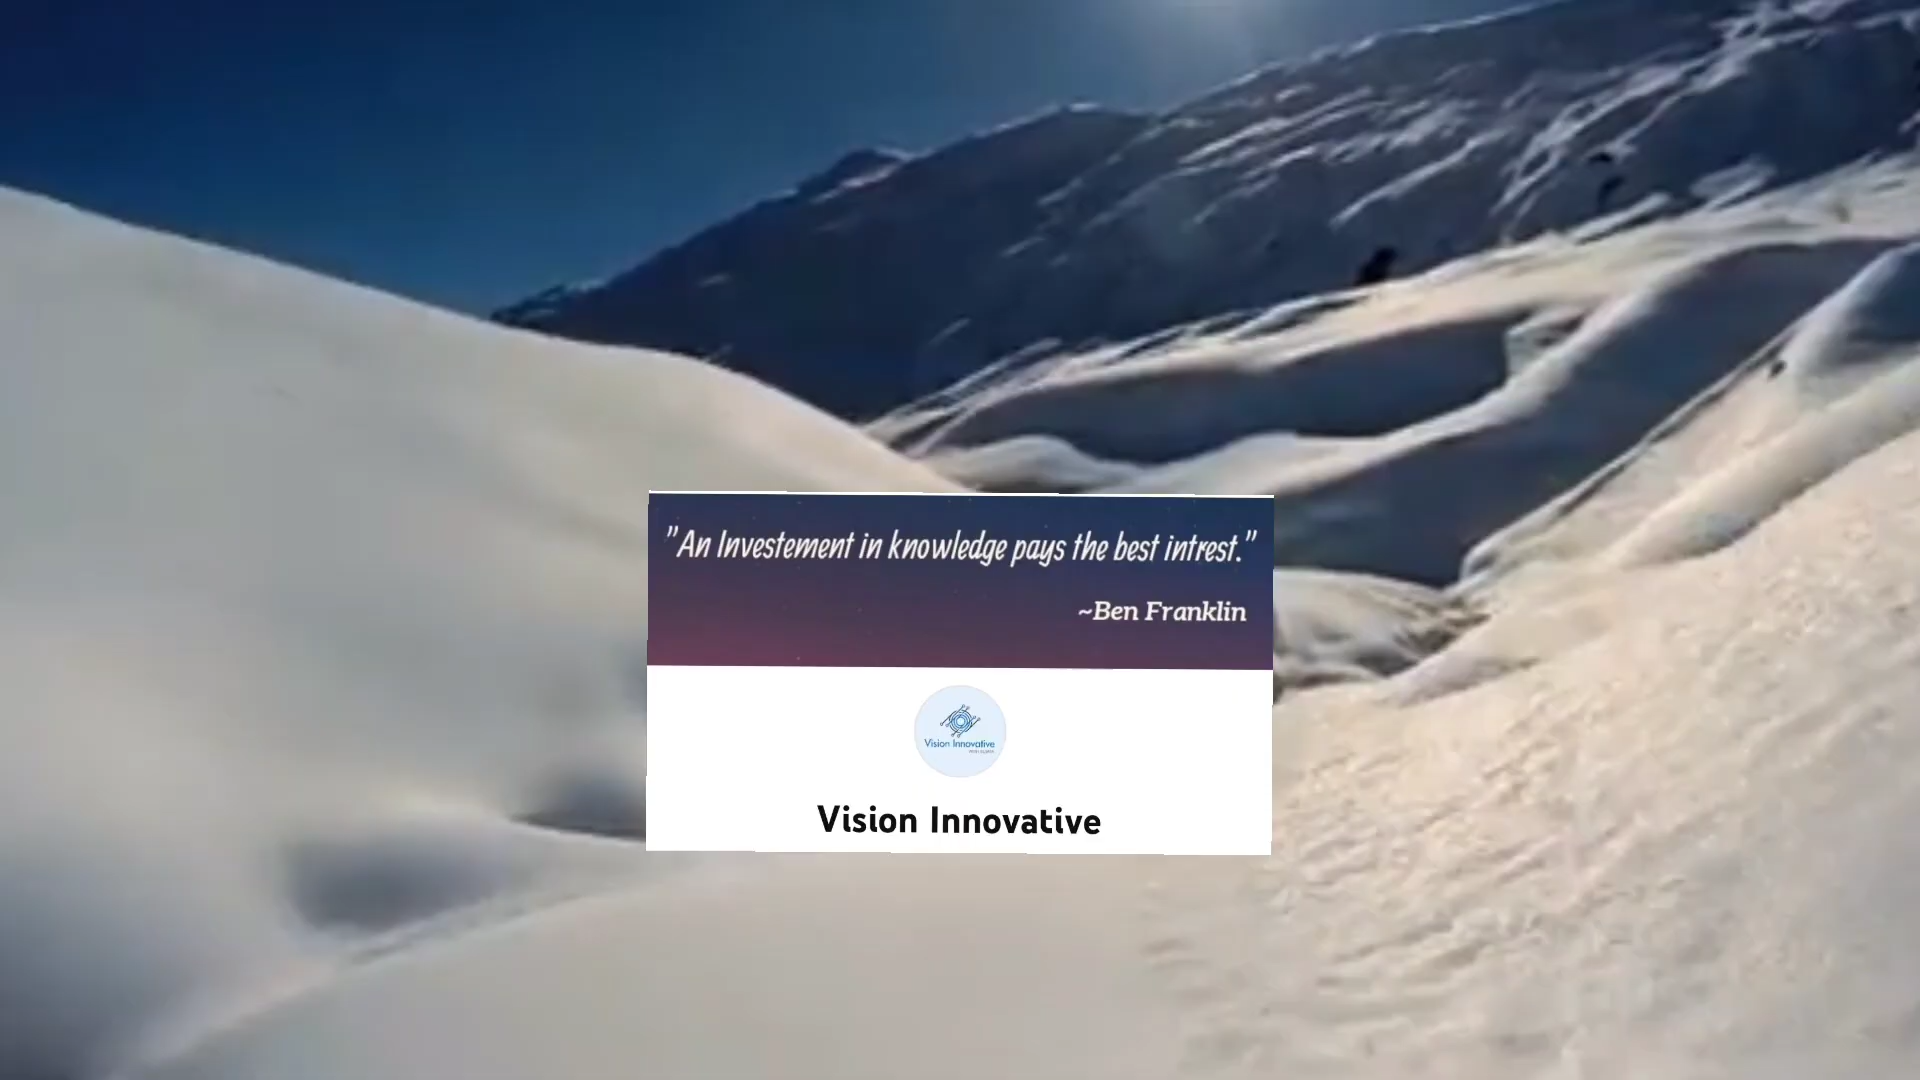 "An Investement in knowledge pays the best intrest."
~Ben Franklin
Vision Innovative
Vision Innovative